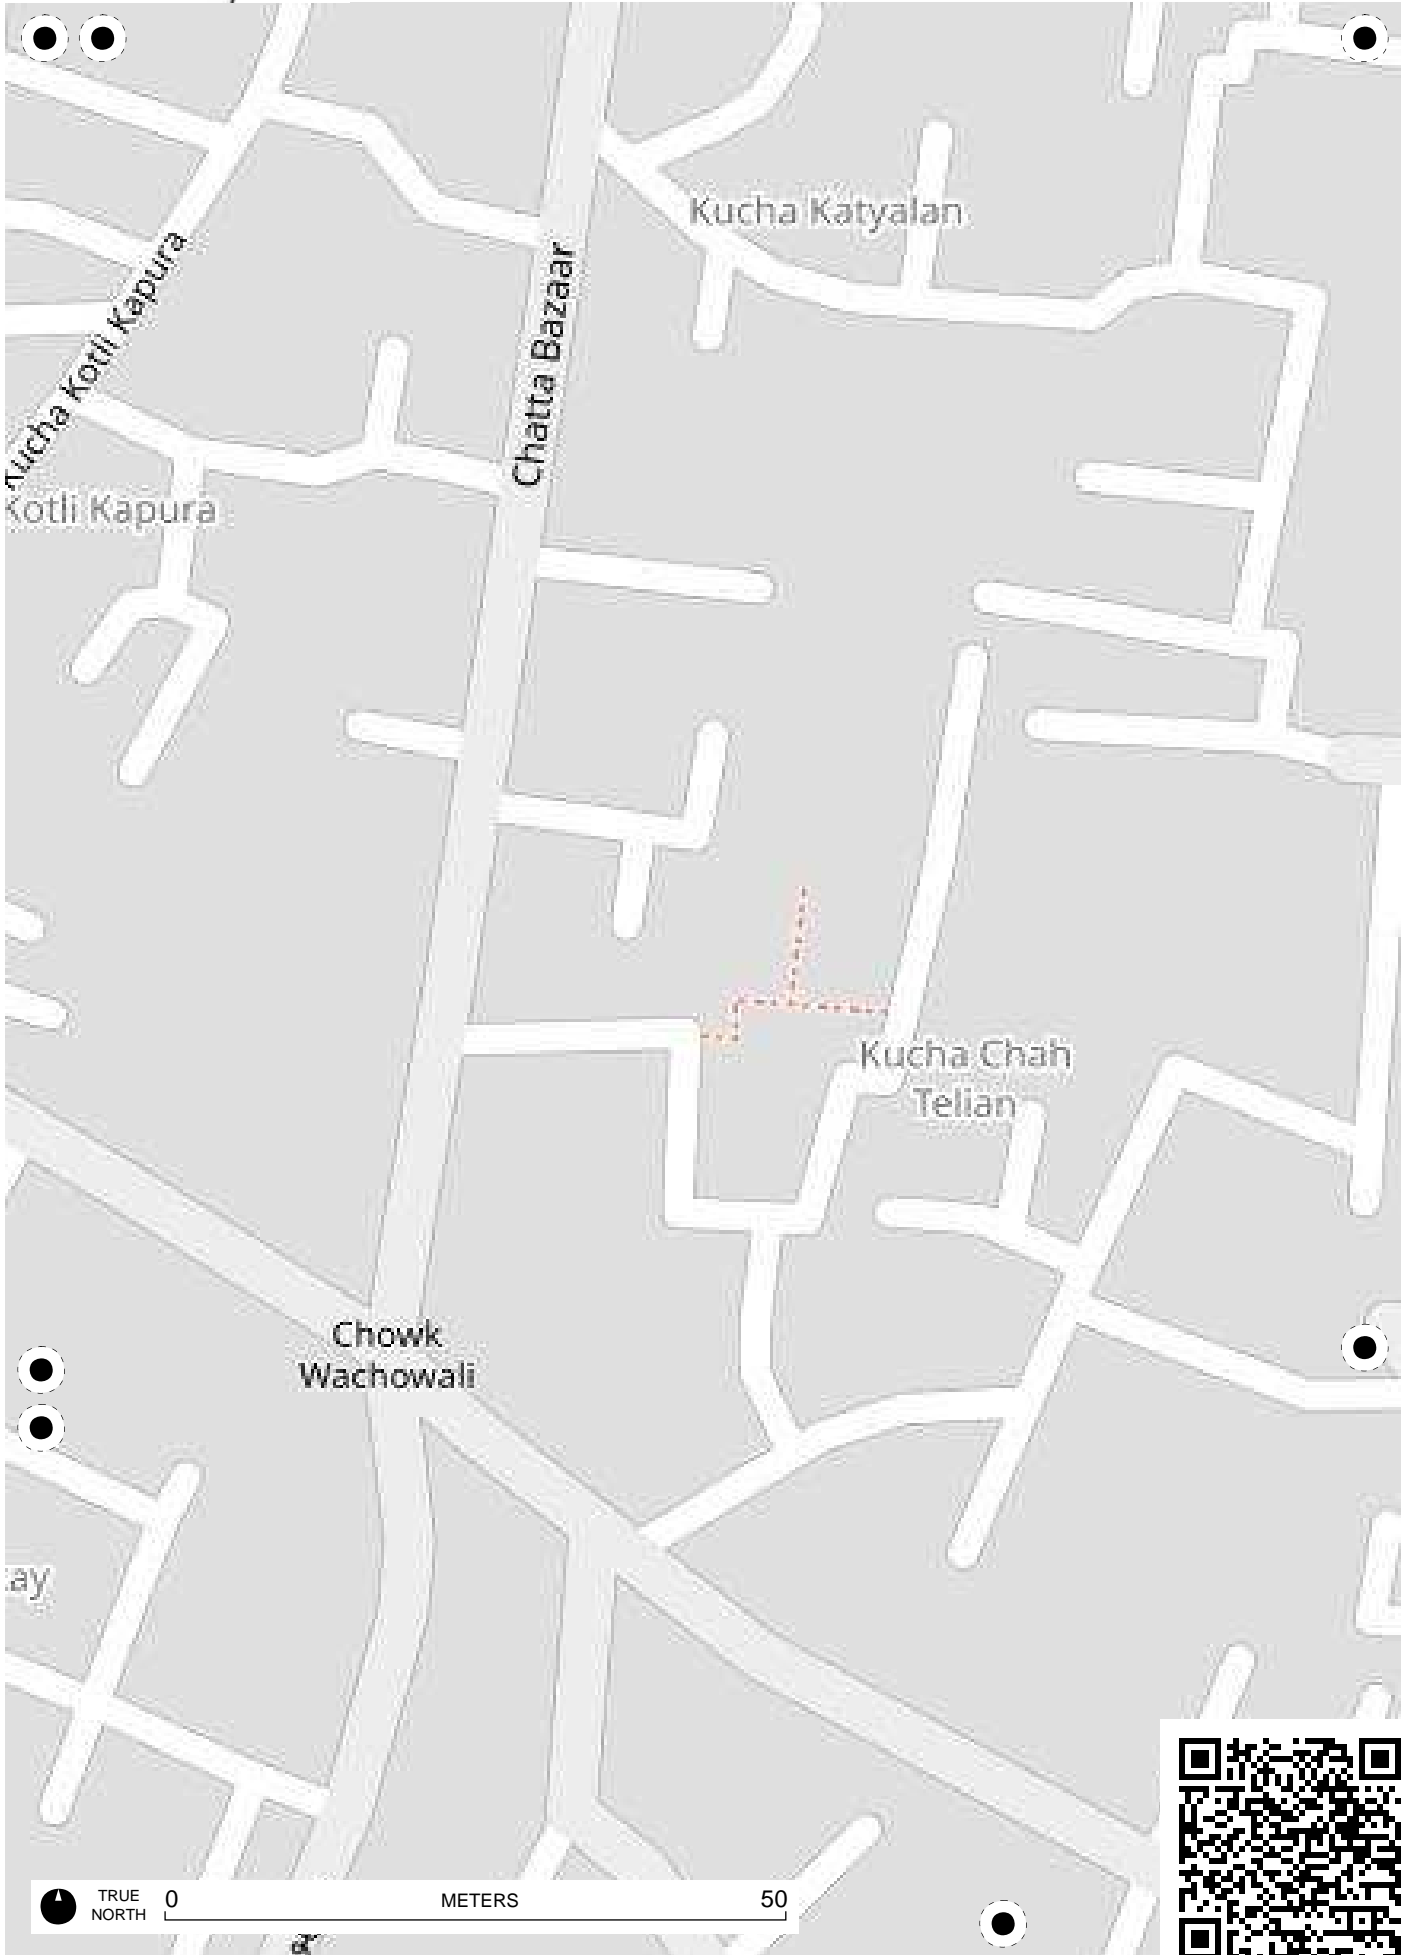 Kucha Katyalan
Kucha Kotli Kapura
Chatta Bazaar
Kotli Kapura
Kucha Chah
Telian
Chowk
Wachowali
TRUE
NORTH
0
METERS
50